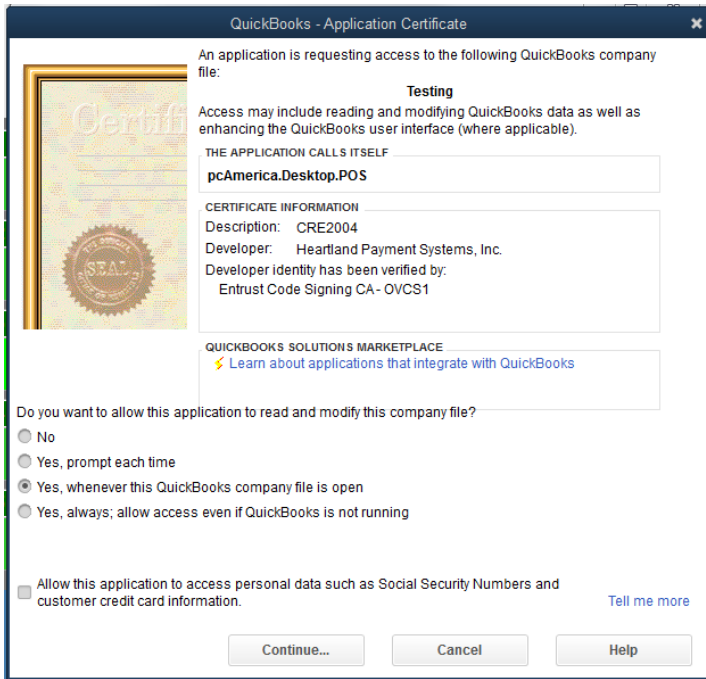 QuickBooks - Application Certificate
An application is requesting access to the following QuickBooks company
file:
Testing
Access may include reading and modifying QuickBooks data as well as
enhancing the QuickBooks user interface (where applicable).
THE APPLICATION CALLS ITSELF
pcAmerica.Desktop.POS
CERTIFICATE INFORMATION
Description: CRE2004
Developer: Heartland Payment Systems, Inc.
Developer identity has been verified by:
Entrust Code Signing CA - OVCS1
QUICKBOOKS SOLUTIONS MARKETPLACE
Learn about applications that integrate with QuickBooks
Do you want to allow this application to read and modify this company file?
No
Yes, prompt each time
Yes, whenever this QuickBooks company file is open
Yes, always; allow access even if QuickBooks is not running
Allow this application to access personal data such as Social Security Numbers and
customer credit card information.
Tell me more
Continue...
Cancel
Help
Certifi
SEAL